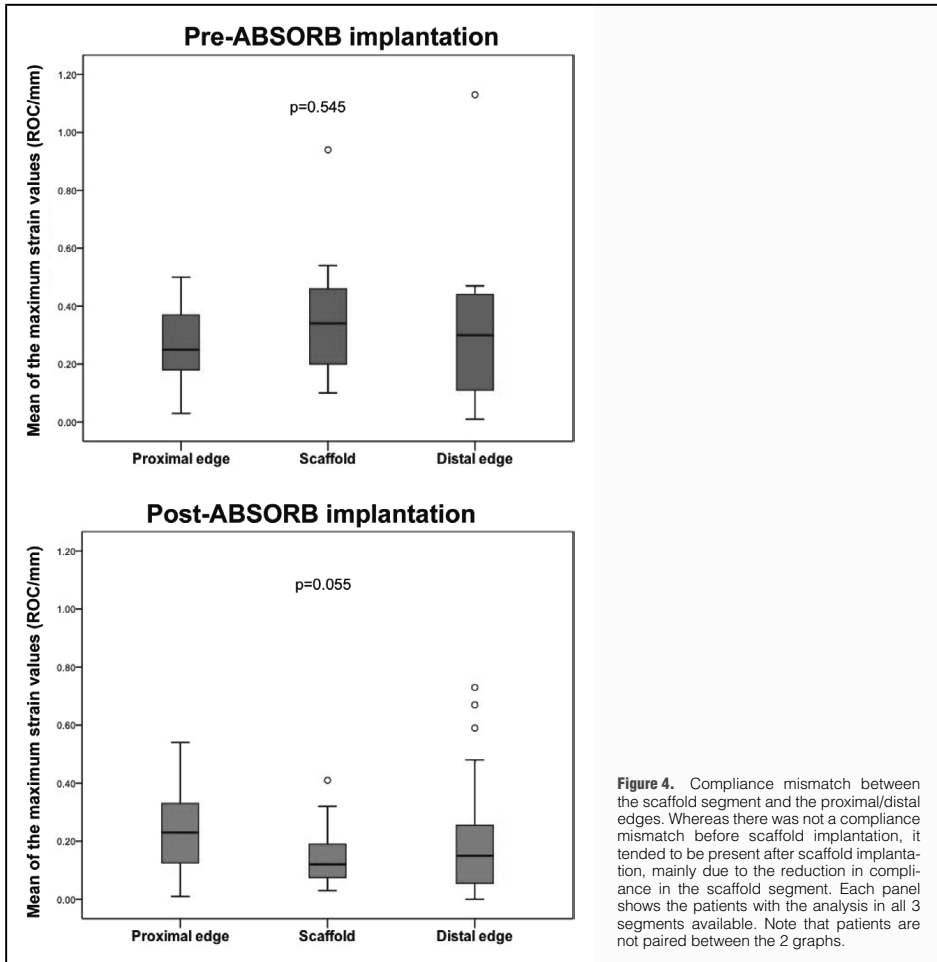 Pre-ABSORB implantation
Mean of the maximum strain values (ROC/mm)
1.20
p=0.545
1.00
0.80
0.60
0.40
0.20
0.00
Proximal edge Scaffold Distal edge
Post-ABSORB implantation
Mean of the maximum strain values (ROC/mm)
1.20
p=0.055
1.00
0.80
0.60
0.40
0.20
0.00
Proximal edge Scaffold Distal edge
Figure 4. Compliance mismatch between
the scaffold segment and the proximal/distal
edges. Whereas there was not a compliance
mismatch before scaffold implantation, it
tended to be present after scaffold implanta-
tion, mainly due to the reduction in compli-
ance in the scaffold segment. Each panel
shows the patients with the analysis in all 3
segments available. Note that patients are
not paired between the 2 graphs.